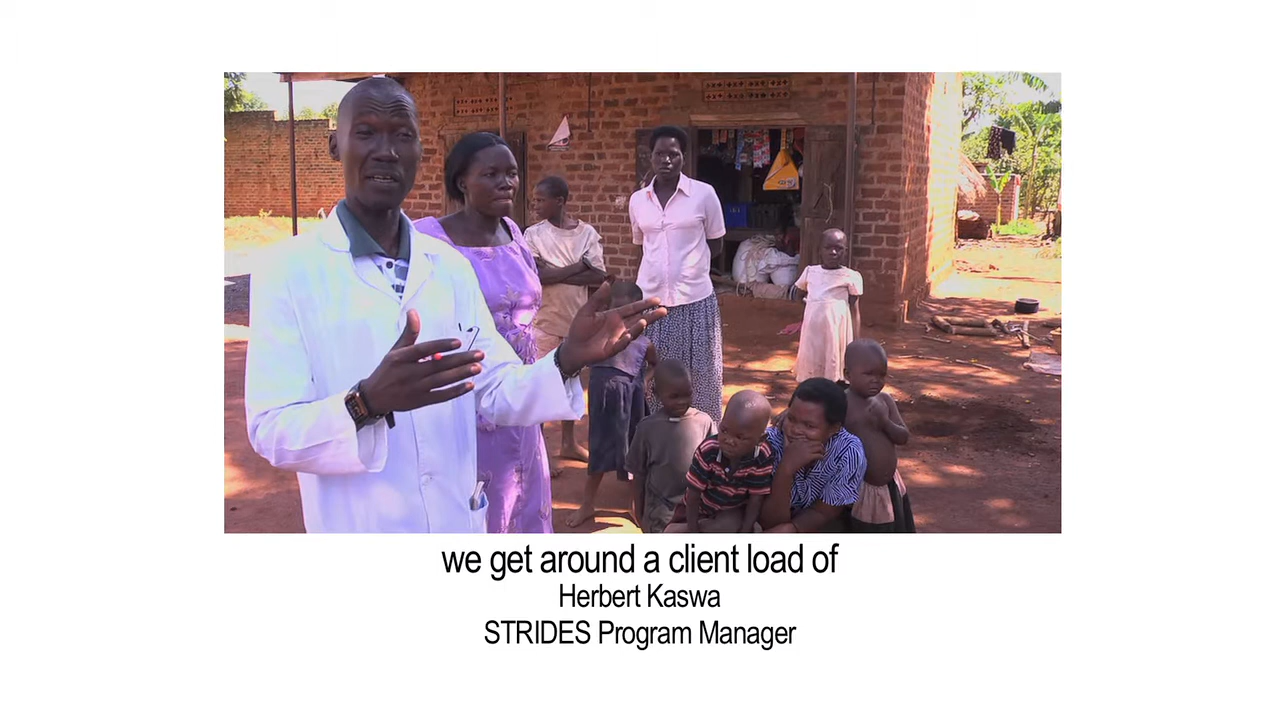 we get around a client load of
Herbert Kaswa
STRIDES Program Manager